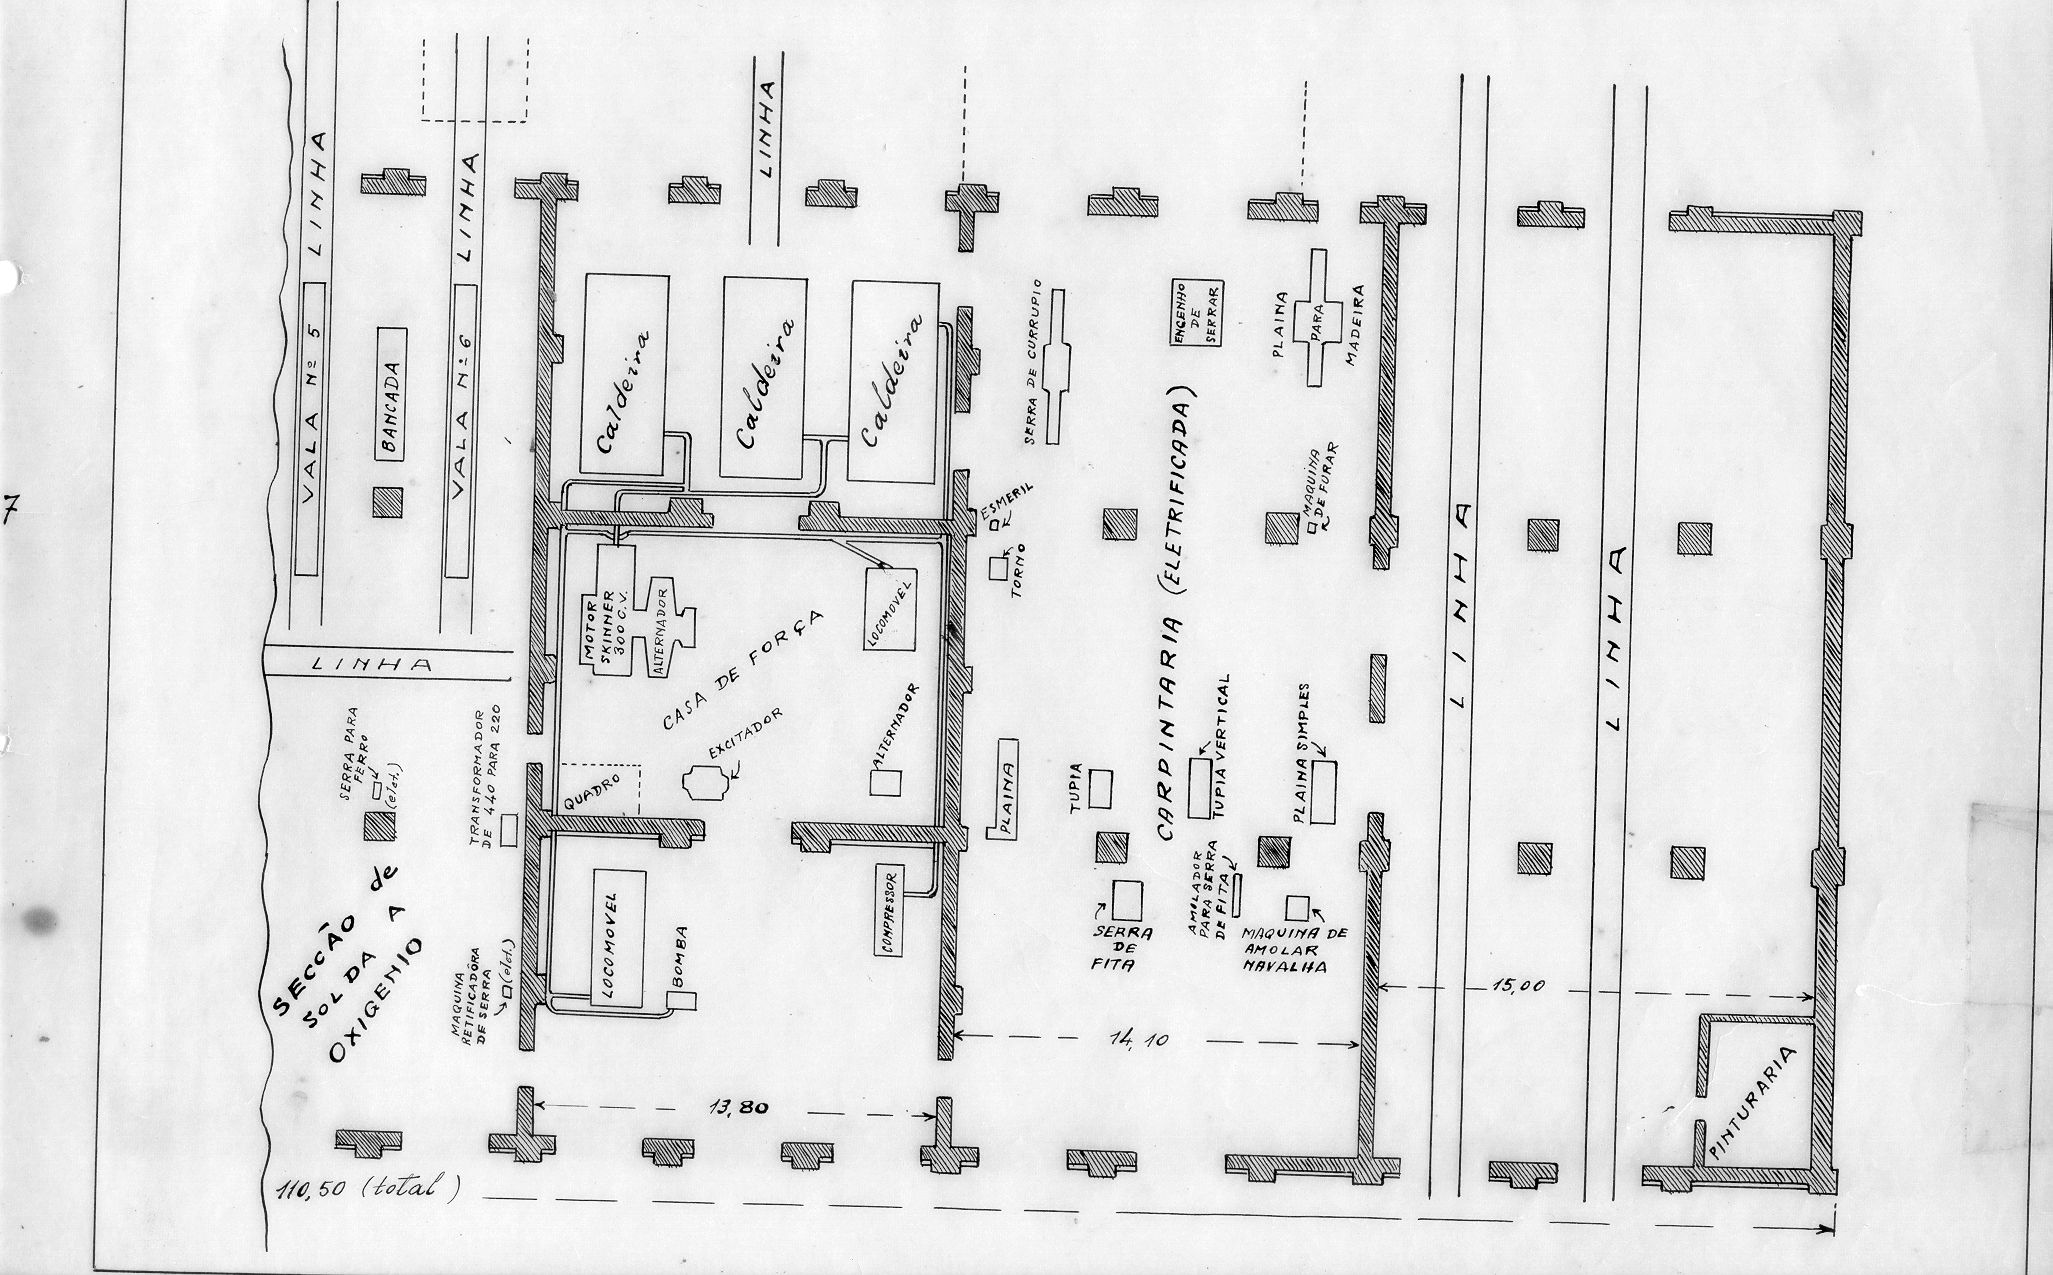 7
LINHA
VALA Nº 5
BANCADA
LINHA
VALA Nº 6
LINHA
LINHA
SERRA PARA
FERRO
(elet.)
TRANSFORMADOR
DE 440 PARA 220
SECCÃO de
SOLDA A
OXIGENIO
MAQUINA
RETIFICADÔRA
DE SERRA
(elet.)
Caldeira
Caldeira
Caldeira
MOTOR
SKINNER
300 C.V.
ALTERNADOR
CASA DE FORÇA
LOCOMOVEL
QUADRO
EXCITADOR
ALTERNADOR
LOCOMOVEL
BOMBA
COMPRESSOR
13,80
SERRA DE CURRUPIO
ENGENHO
DE
SERRAR
PLAINA
PARA
MADEIRA
ESMERIL
TORNO
MAQUINA
DE FURAR
CARPINTARIA (ELETRIFICADA)
PLAINA
TUPIA
TUPIA VERTICAL
PLAINA SIMPLES
SERRA
DE
FITA
AMOLADOR
PARA SERRA
DE FITA
MAQUINA DE
AMOLAR
NAVALHA
14,10
LINHA
LINHA
15,00
PINTURARIA
110,50 (total)